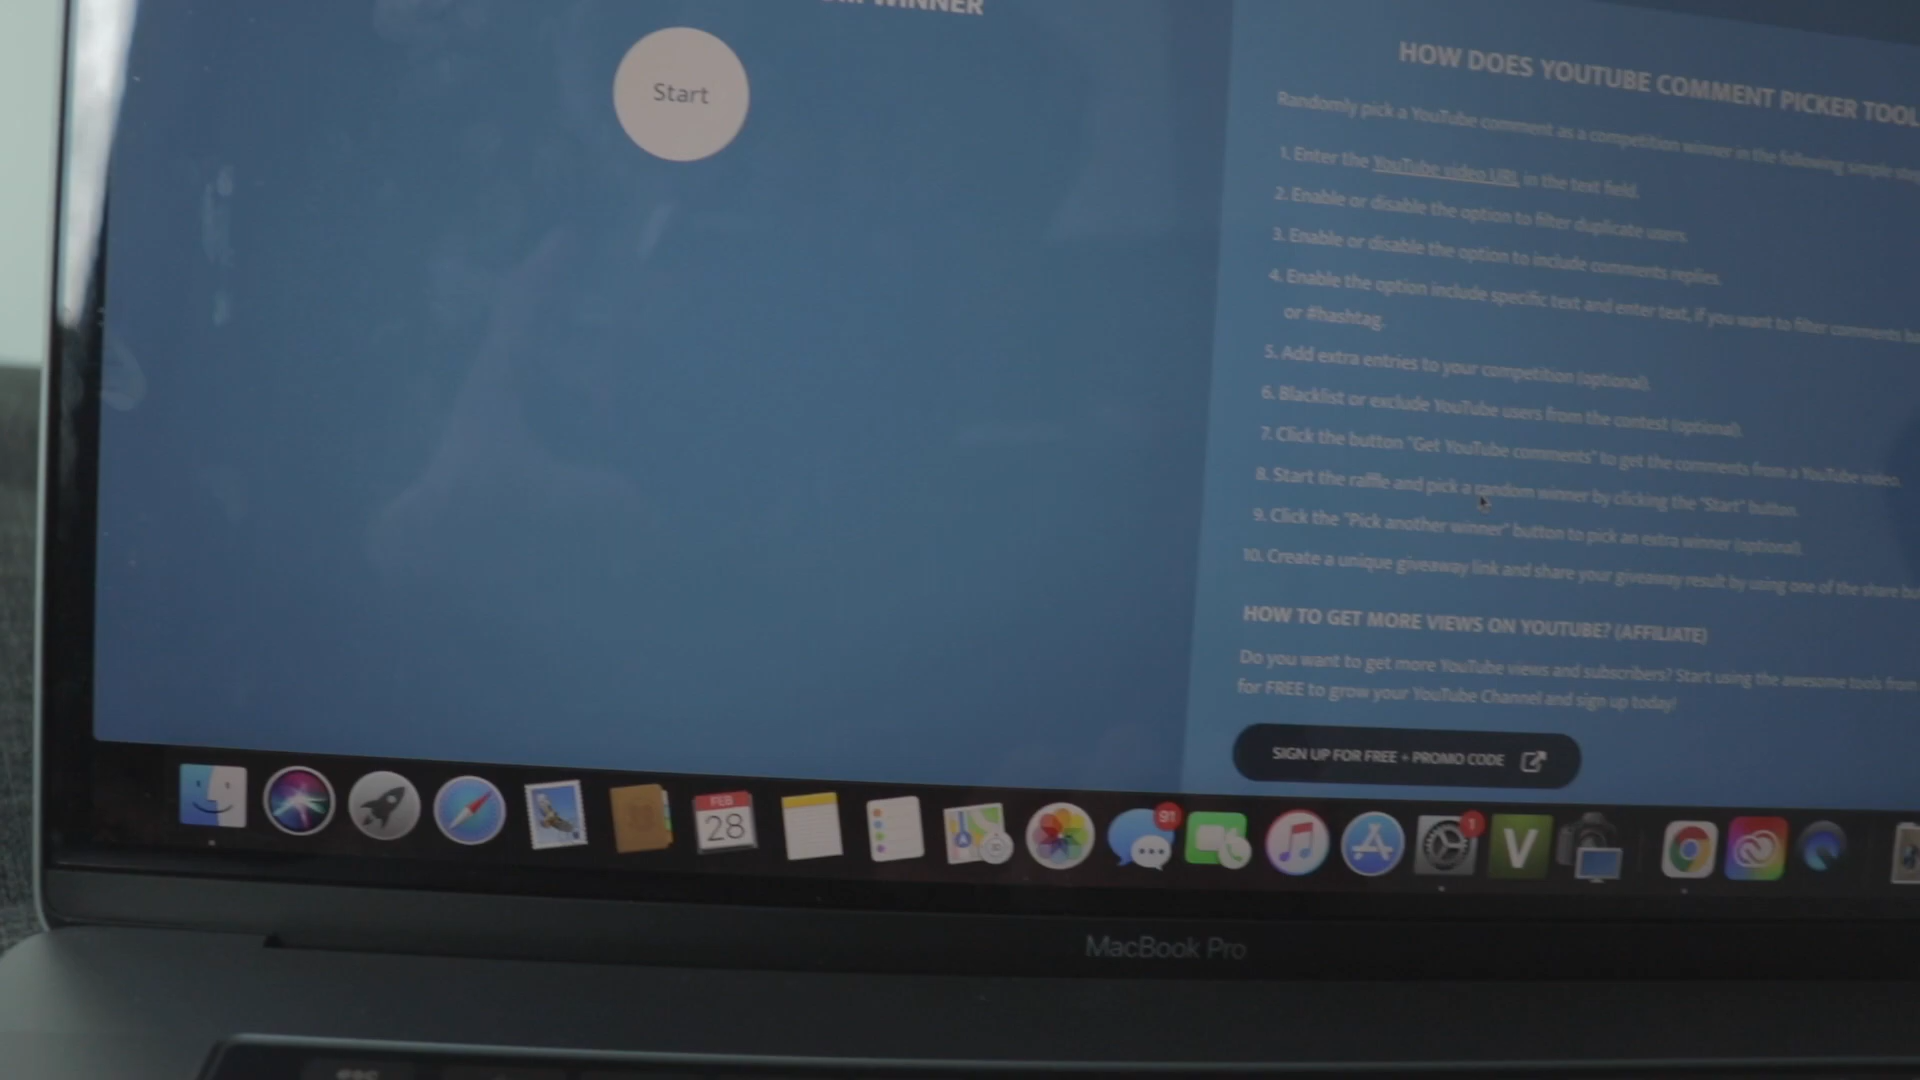 WINNER
Start
HOW DOES YOUTUBE COMMENT PICKER TOOL
Randomly pick a YouTube comment as a competition winner in the following simple
1. Enter the YouTube video URL in the text field.
2. Enable or disable the option to filter duplicate users.
3. Enable or disable the option to include comments replies.
4. Enable the option include specific text and enter text, if you want to filter comments
or #hashtag.
5. Add extra entries to your competition (optional).
6. Blacklist or exclude YouTube users from the contest (optional).
7. Click the button "Get YouTube comments" to get the comments from a YouTube video.
8. Start the raffle and pick a random winner by clicking the "Start" button.
9. Click the "Pick another winner" button to pick an extra winner (optional).
10. Create a unique giveaway link and share your giveaway result by using one of the share
HOW TO GET MORE VIEWS ON YOUTUBE? (AFFILIATE)
Do you want to get more YouTube views and subscribers? Start using the awesome tools from
for FREE to grow your YouTube Channel and sign up today!
SIGN UP FOR FREE + PROMO CODE
FEB
28
91
1
V
MacBook Pro
esc